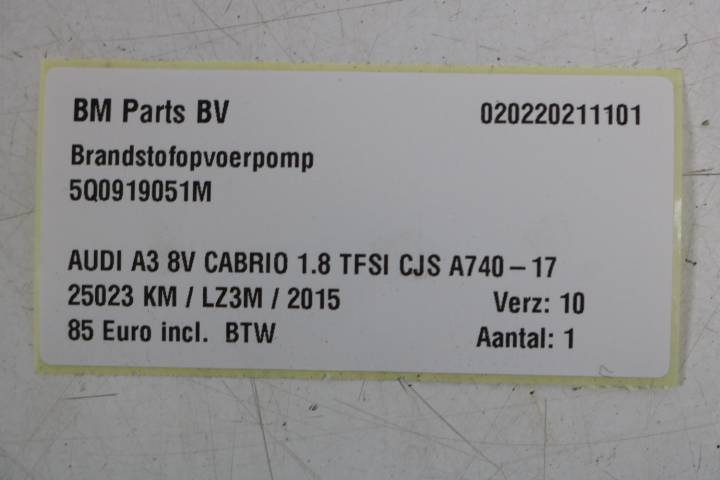 BM Parts BV 020220211101
Brandstofopvoerpomp
5Q0919051M
AUDI A3 8V CABRIO 1.8 TFSI CJS A740 – 17
25023 KM / LZ3M / 2015 Verz: 10
85 Euro incl. BTW Aantal: 1